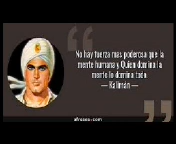 No hay fuerza mas poderosa que la
mente humana y Quien domina la
mente lo domina todo
— Kaliman —
afrases.com